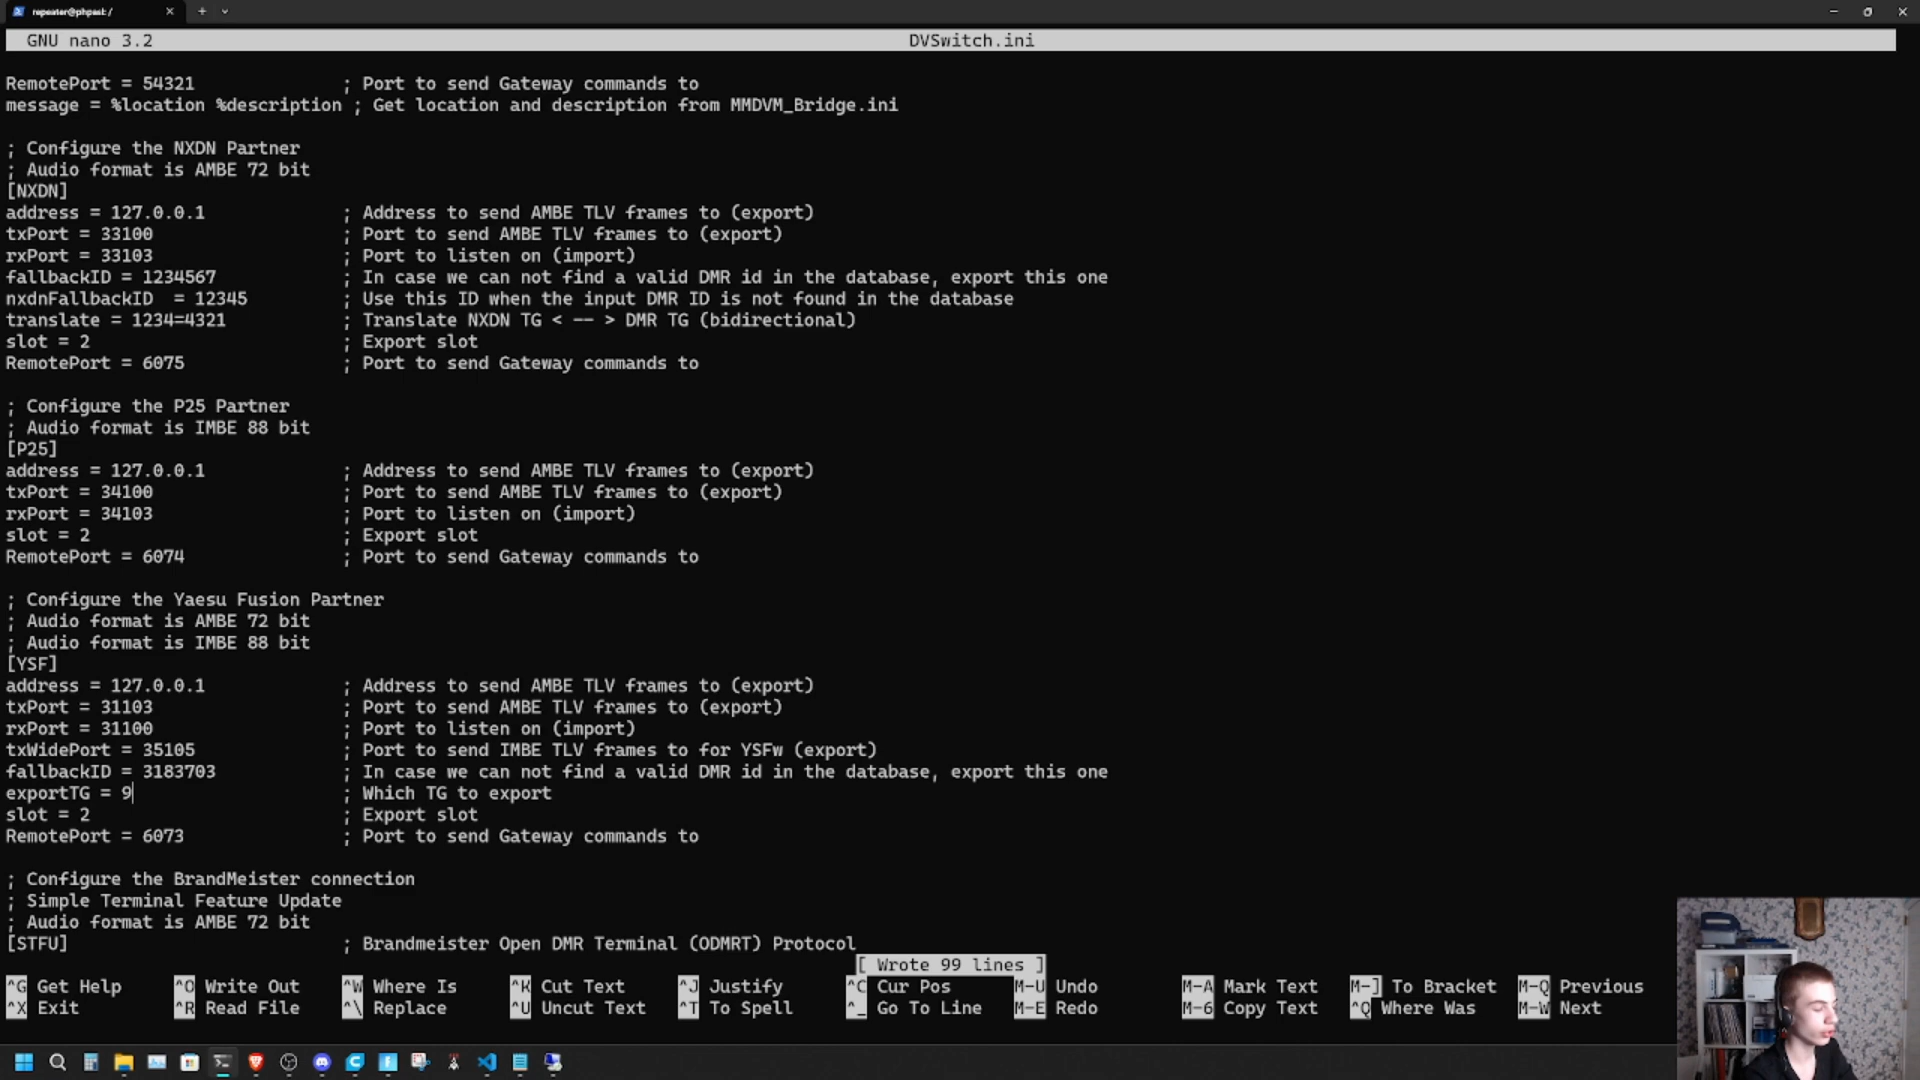 repeater@phpasl: /
GNU nano 3.2 DVSwitch.ini
RemotePort = 54321 ; Port to send Gateway commands to
message = %location %description ; Get location and description from MMDVM_Bridge.ini
; Configure the NXDN Partner
; Audio format is AMBE 72 bit
[NXDN]
address = 127.0.0.1 ; Address to send AMBE TLV frames to (export)
txPort = 33100 ; Port to send AMBE TLV frames to (export)
rxPort = 33103 ; Port to listen on (import)
fallbackID = 1234567 ; In case we can not find a valid DMR id in the database, export this one
nxdnFallbackID  = 12345 ; Use this ID when the input DMR ID is not found in the database
translate = 1234=4321 ; Translate NXDN TG < -- > DMR TG (bidirectional)
slot = 2 ; Export slot
RemotePort = 6075 ; Port to send Gateway commands to
; Configure the P25 Partner
; Audio format is IMBE 88 bit
[P25]
address = 127.0.0.1 ; Address to send AMBE TLV frames to (export)
txPort = 34100 ; Port to send AMBE TLV frames to (export)
rxPort = 34103 ; Port to listen on (import)
slot = 2 ; Export slot
RemotePort = 6074 ; Port to send Gateway commands to
; Configure the Yaesu Fusion Partner
; Audio format is AMBE 72 bit
; Audio format is IMBE 88 bit
[YSF]
address = 127.0.0.1 ; Address to send AMBE TLV frames to (export)
txPort = 31103 ; Port to send AMBE TLV frames to (export)
rxPort = 31100 ; Port to listen on (import)
txWidePort = 35105 ; Port to send IMBE TLV frames to for YSFw (export)
fallbackID = 3183703 ; In case we can not find a valid DMR id in the database, export this one
exportTG = 9 ; Which TG to export
slot = 2 ; Export slot
RemotePort = 6073 ; Port to send Gateway commands to
; Configure the BrandMeister connection
; Simple Terminal Feature Update
; Audio format is AMBE 72 bit
[STFU] ; Brandmeister Open DMR Terminal (ODMRT) Protocol
[ Wrote 99 lines ]
^G Get Help ^O Write Out ^W Where Is ^K Cut Text ^J Justify ^C Cur Pos M-U Undo M-A Mark Text M-] To Bracket M-Q Previous
^X Exit ^R Read File ^\ Replace ^U Uncut Text ^T To Spell ^_ Go To Line M-E Redo M-6 Copy Text ^Q Where Was M-W Next